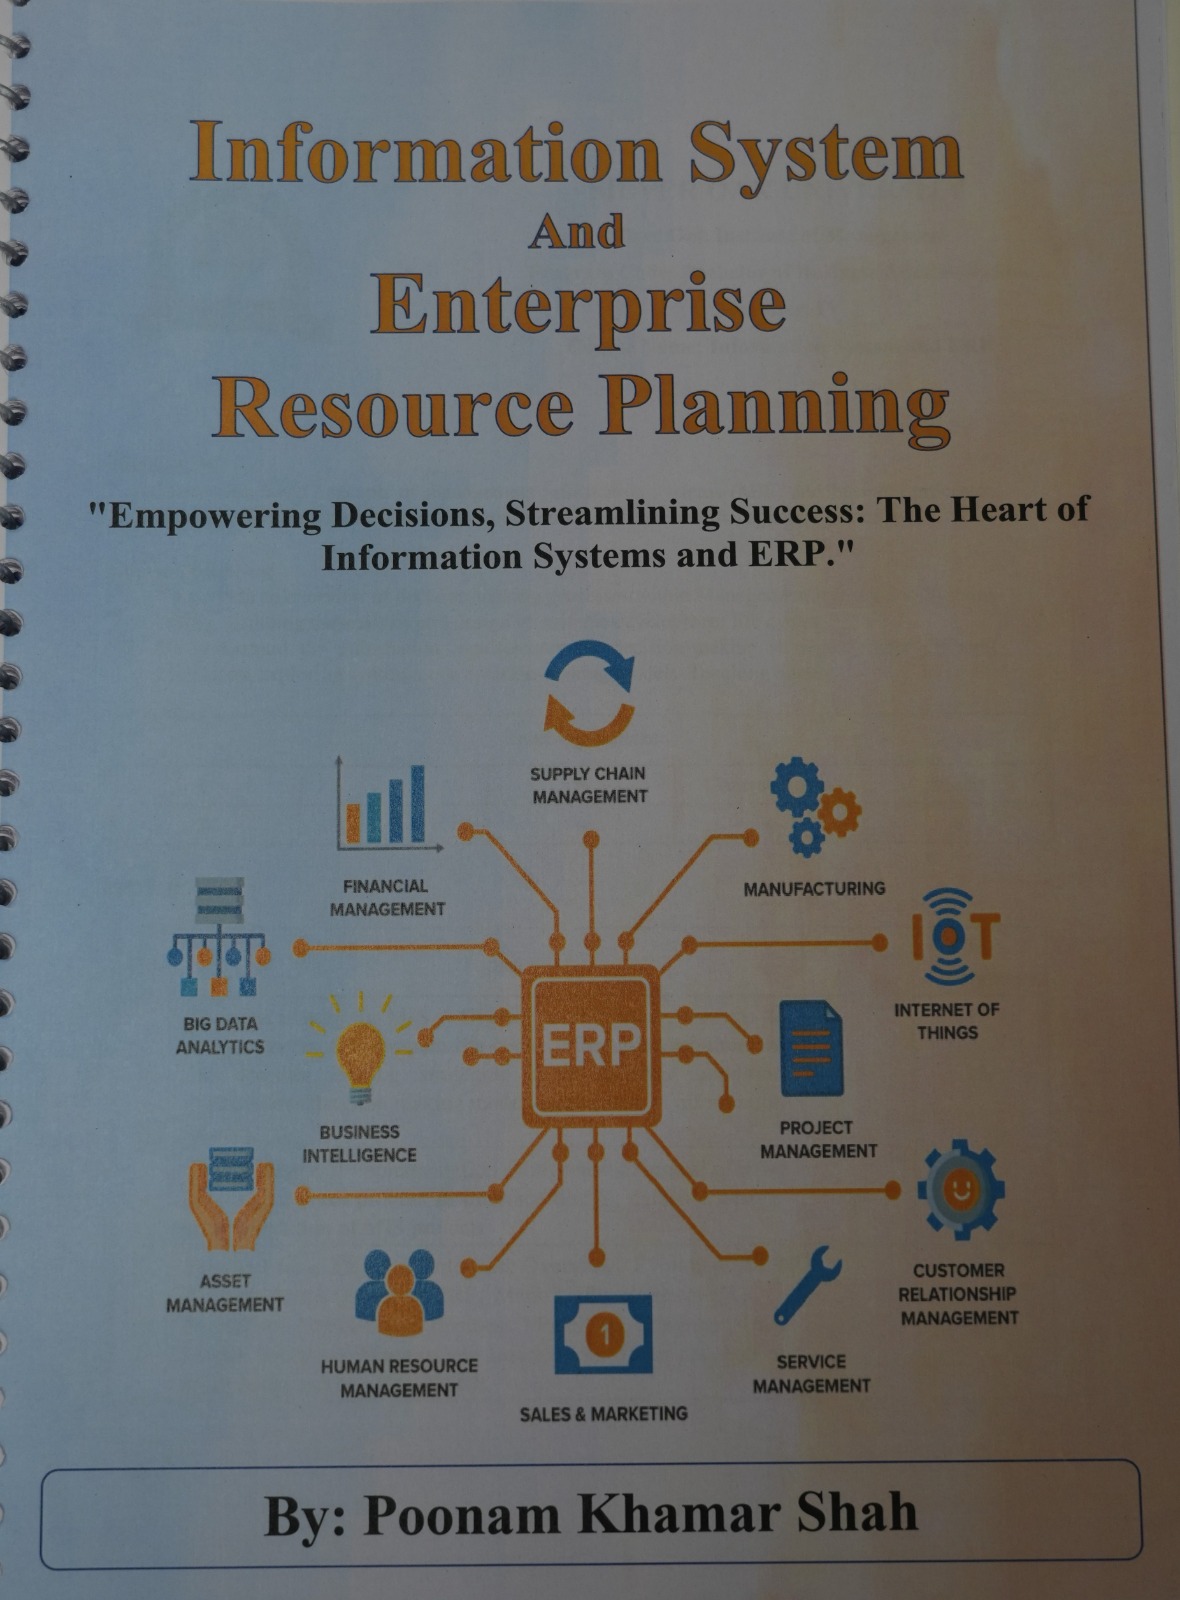 Information System
And
Enterprise
Resource Planning
"Empowering Decisions, Streamlining Success: The Heart of
Information Systems and ERP."
SUPPLY CHAIN
MANAGEMENT
FINANCIAL
MANAGEMENT
MANUFACTURING
IOT
INTERNET OF
THINGS
BIG DATA
ANALYTICS
ERP
BUSINESS
INTELLIGENCE
PROJECT
MANAGEMENT
ASSET
MANAGEMENT
CUSTOMER
RELATIONSHIP
MANAGEMENT
HUMAN RESOURCE
MANAGEMENT
1
SERVICE
MANAGEMENT
SALES & MARKETING
By: Poonam Khamar Shah